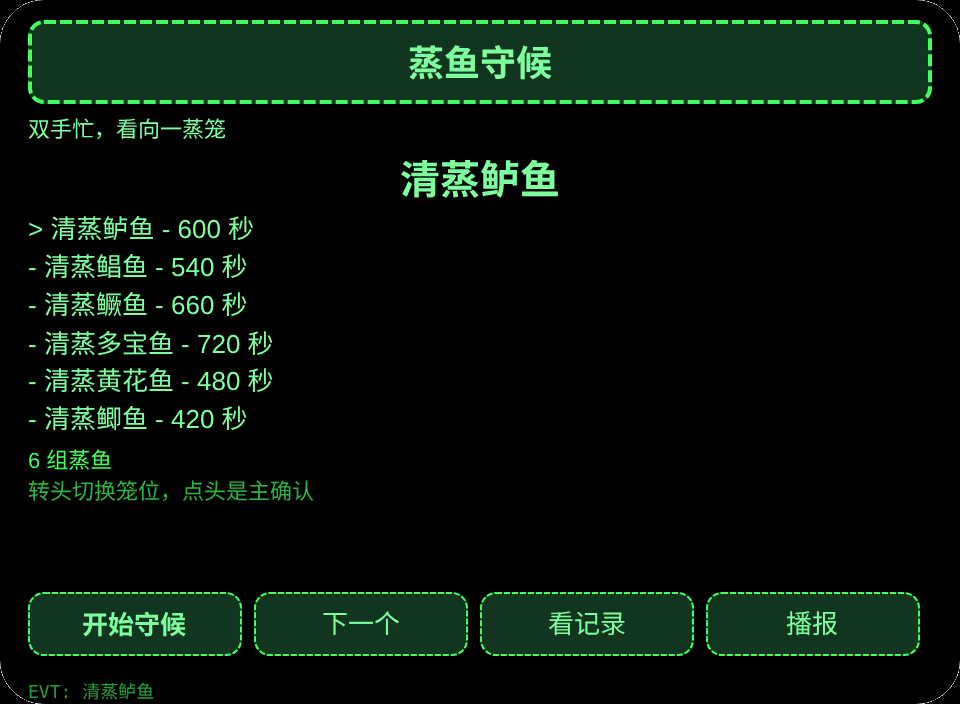 蒸鱼守候
双手忙，看向一蒸笼
清蒸鲈鱼
> 清蒸鲈鱼 - 600 秒
- 清蒸鲳鱼 - 540 秒
- 清蒸鳜鱼 - 660 秒
- 清蒸多宝鱼 - 720 秒
- 清蒸黄花鱼 - 480 秒
- 清蒸鲫鱼 - 420 秒
6 组蒸鱼
转头切换笼位，点头是主确认
开始守候
下一个
看记录
播报
EVT: 清蒸鲈鱼